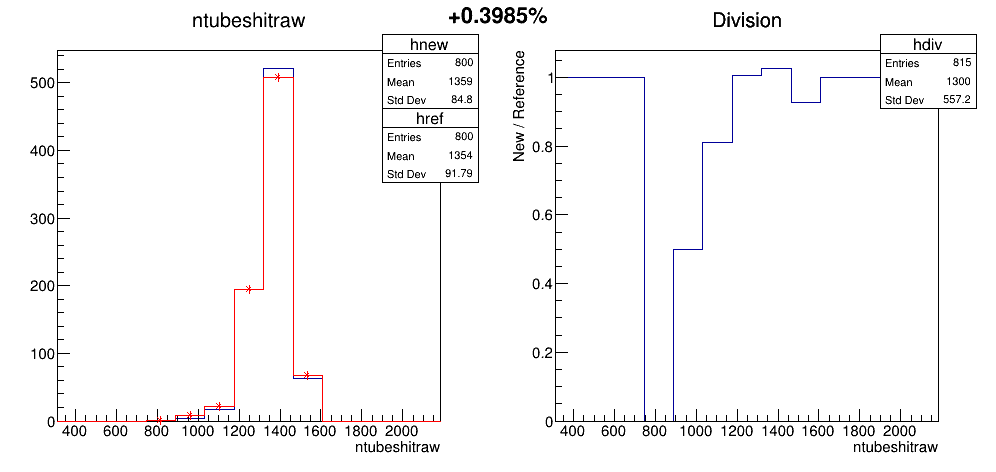 +0.3985%
ntubeshitraw
hnew
Entries 800
Mean 1359
Std Dev 84.8
href
Entries 800
Mean 1354
Std Dev 91.79
500
400
300
200
100
0
400 600 800 1000 1200 1400 1600 1800 2000
ntubeshitraw
Division
hdiv
Entries 815
Mean 1300
Std Dev 557.2
New / Reference
1
0.8
0.6
0.4
0.2
0
400 600 800 1000 1200 1400 1600 1800 2000
ntubeshitraw